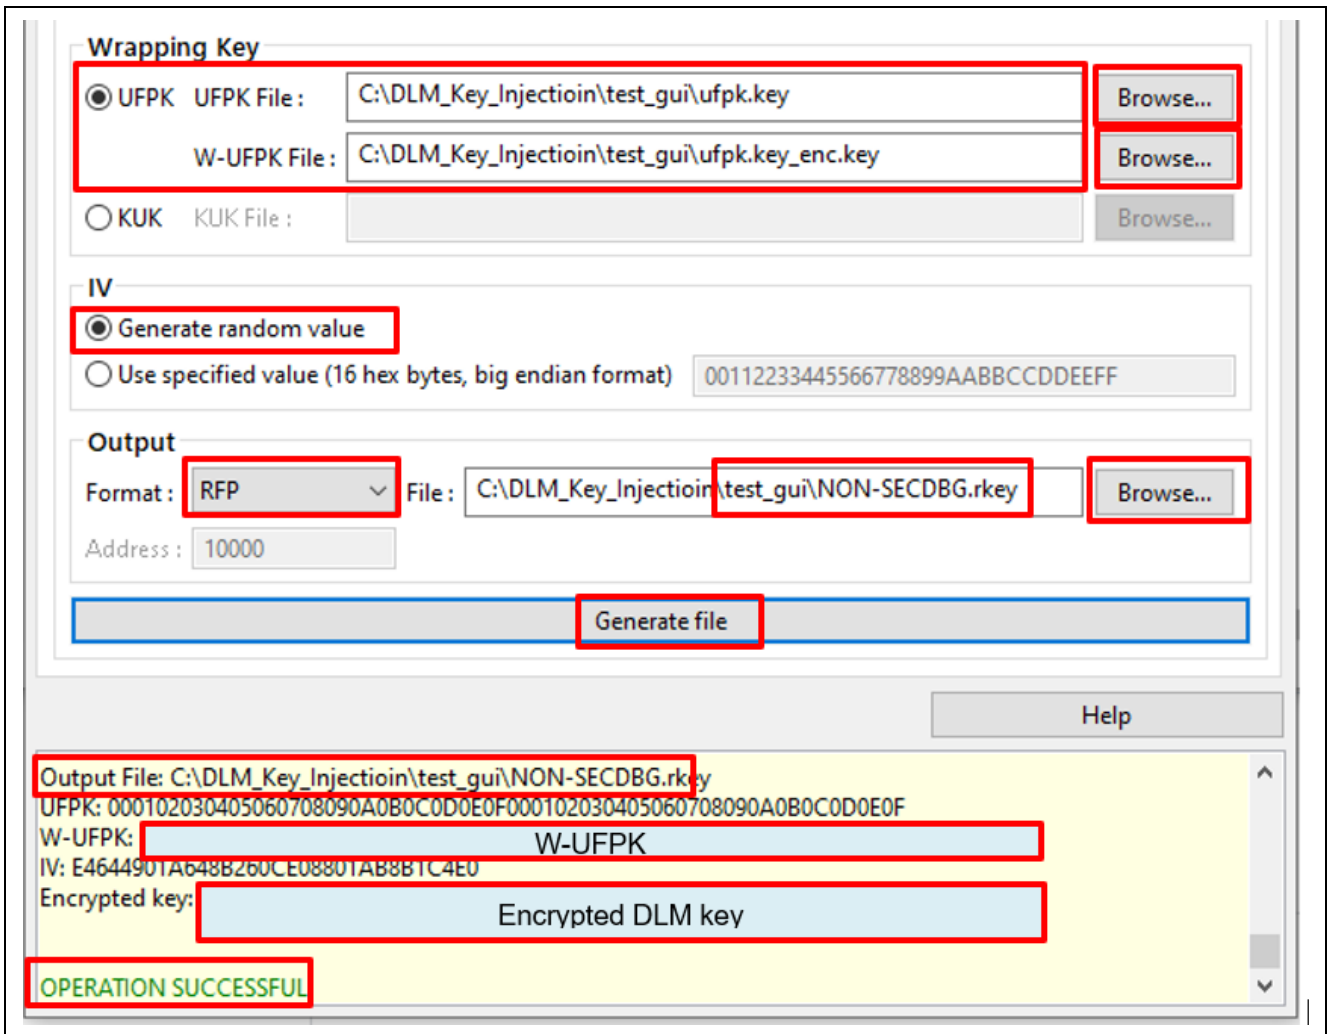 Wrapping Key
UFPK UFPK File : C:\DLM_Key_Injectioin\test_gui\ufpk.key Browse...
W-UFPK File : C:\DLM_Key_Injectioin\test_gui\ufpk.key_enc.key Browse...
KUK KUK File : Browse...
IV
Generate random value
Use specified value (16 hex bytes, big endian format) 00112233445566778899AABBCCDDEEFF
Output
Format : RFP File : C:\DLM_Key_Injectioin\test_gui\NON-SECDBG.rkey Browse...
Address : 10000
Generate file
Help
Output File: C:\DLM_Key_Injectioin\test_gui\NON-SECDBG.rkey
UFPK: 000102030405060708090A0B0C0D0E0F000102030405060708090A0B0C0D0E0F
W-UFPK: W-UFPK
IV: E4644901A648B260CE08801AB8B1C4E0
Encrypted key: Encrypted DLM key
OPERATION SUCCESSFUL